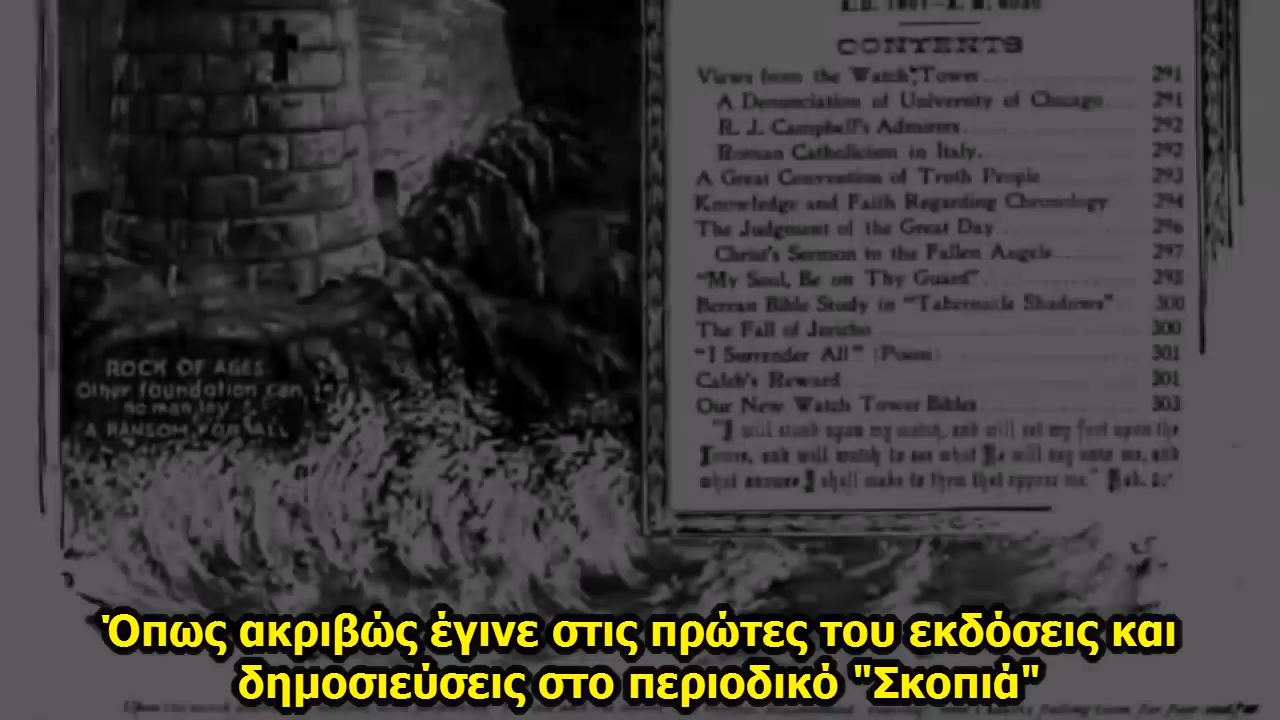 CONTENTS
Views from the Watch Tower 291
A Denunciation of University of Chicago 291
R. J. Campbell's Admirers 292
Roman Catholicism in Italy. 292
A Great Convention of Truth People 293
Knowledge and Faith Regarding Chronology 294
The Judgment of the Great Day 296
Christ's Sermon to the Fallen Angels 297
"My Soul, Be on Thy Guard" 298
Berean Bible Study in "Tabernacle Shadows" 300
The Fall of Jericho 300
"I Surrender All" (Poem) 301
Caleb's Reward 301
Our New Watch Tower Bibles 302
"I will stand upon my watch, and will set my foot upon the
Tower, and will watch to see what He will say unto me, and
what answer I shall make to them that oppose me." Hab. 2:
ROCK OF AGES
Other foundation can
no man lay
A RANSOM FOR ALL
Όπως ακριβώς έγινε στις πρώτες του εκδόσεις και
δημοσιεύσεις στο περιοδικό "Σκοπιά"